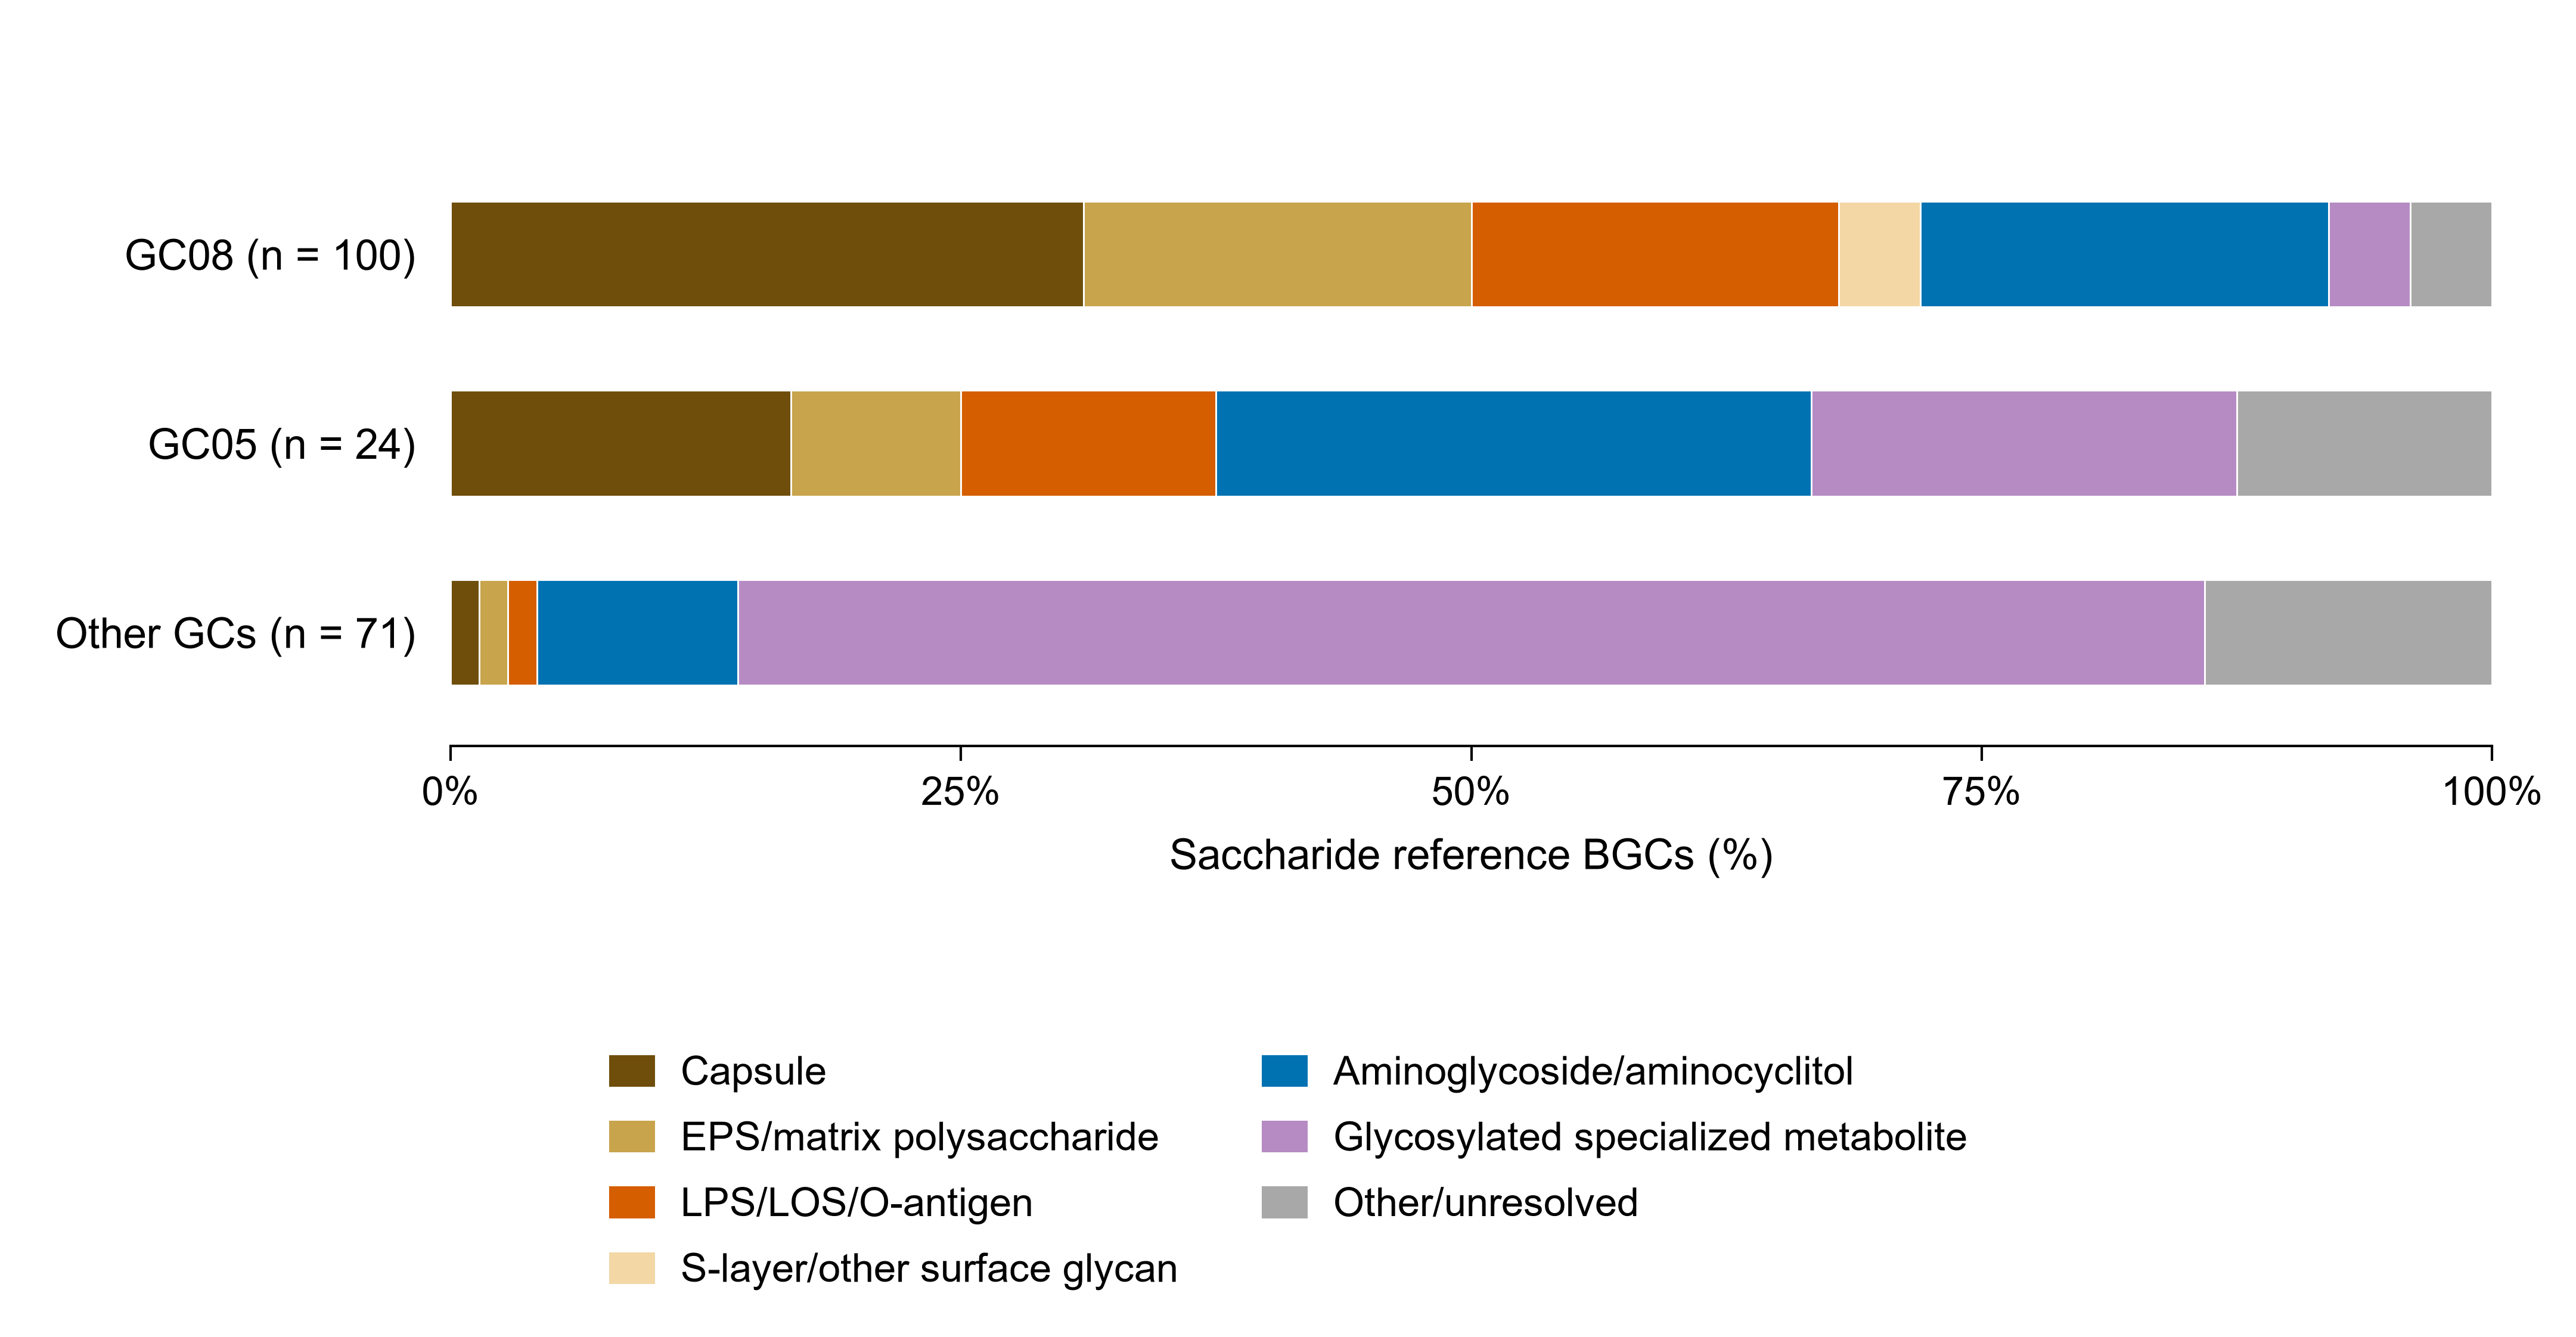 GC08 (n = 100)
GC05 (n = 24)
Other GCs (n = 71)
0% 25% 50% 75% 100%
Saccharide reference BGCs (%)
Capsule
EPS/matrix polysaccharide
LPS/LOS/O-antigen
S-layer/other surface glycan
Aminoglycoside/aminocyclitol
Glycosylated specialized metabolite
Other/unresolved